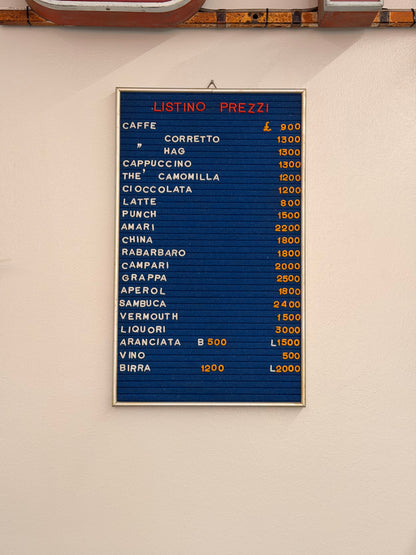 LISTINO PREZZI
CAFFE £ 900
" CORRETTO 1300
HAG 1300
CAPPUCCINO 1300
THE' CAMOMILLA 1200
CIOCCOLATA 1200
LATTE 800
PUNCH 1500
AMARI 2200
CHINA 1800
RABARBARO 1800
CAMPARI 2000
GRAPPA 2500
APEROL 1800
SAMBUCA 2400
VERMOUTH 1500
LIQUORI 3000
ARANCIATA B 500 L1500
VINO 500
BIRRA 1200 L2000